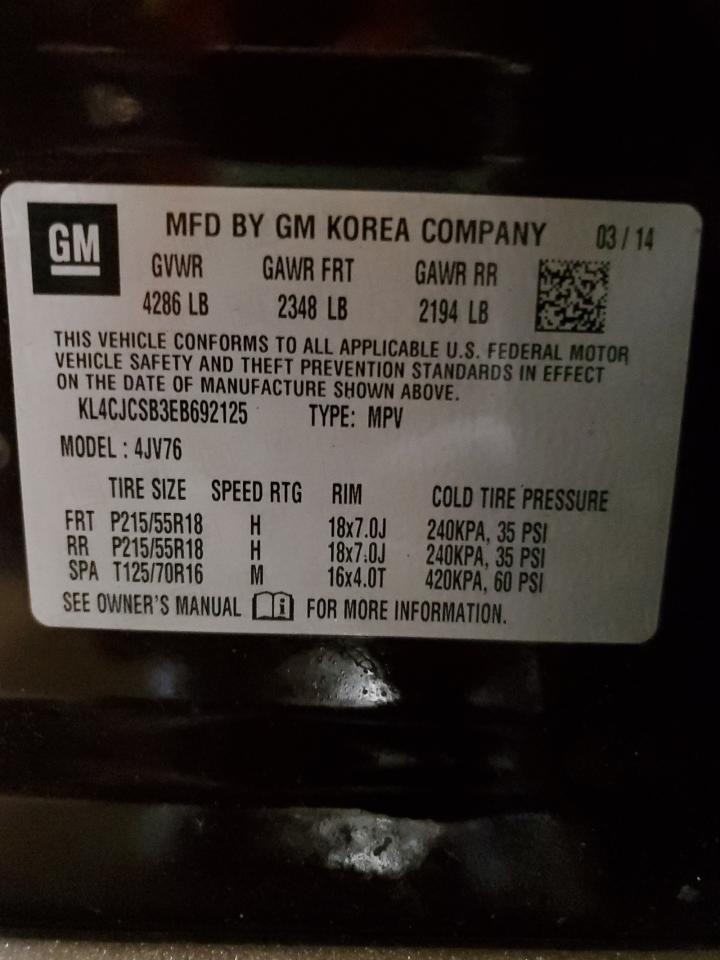 GM
MFD BY GM KOREA COMPANY 03 / 14
GVWR GAWR FRT GAWR RR
4286 LB 2348 LB 2194 LB
THIS VEHICLE CONFORMS TO ALL APPLICABLE U.S. FEDERAL MOTOR
VEHICLE SAFETY AND THEFT PREVENTION STANDARDS IN EFFECT
ON THE DATE OF MANUFACTURE SHOWN ABOVE.
KL4CJCSB3EB692125 TYPE: MPV
MODEL : 4JV76
TIRE SIZE SPEED RTG RIM COLD TIRE PRESSURE
FRT P215/55R18 H 18x7.0J 240KPA, 35 PSI
RR P215/55R18 H 18x7.0J 240KPA, 35 PSI
SPA T125/70R16 M 16x4.0T 420KPA, 60 PSI
SEE OWNER'S MANUAL i FOR MORE INFORMATION.